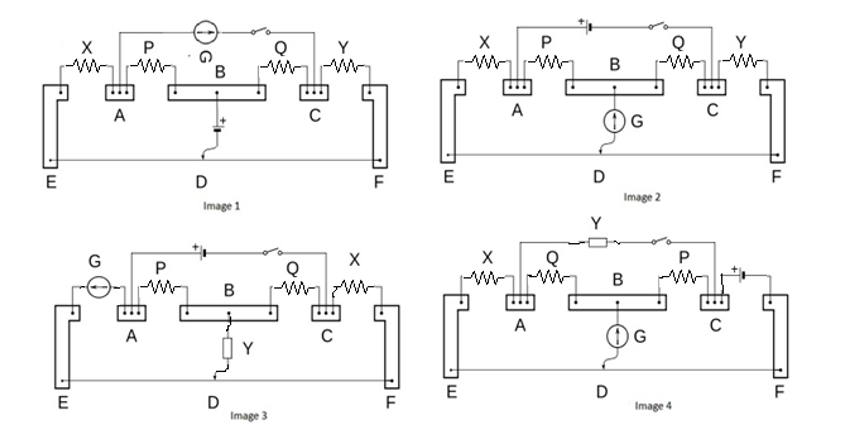 G
X P Q Y
G
B
+
A C
E D F
Image 1
+
X P Q Y
B
A C
G
E D F
Image 2
+
G P Q X
B
A C
Y
E D F
Image 3
Y
X Q P +
B
A C
G
E D F
Image 4